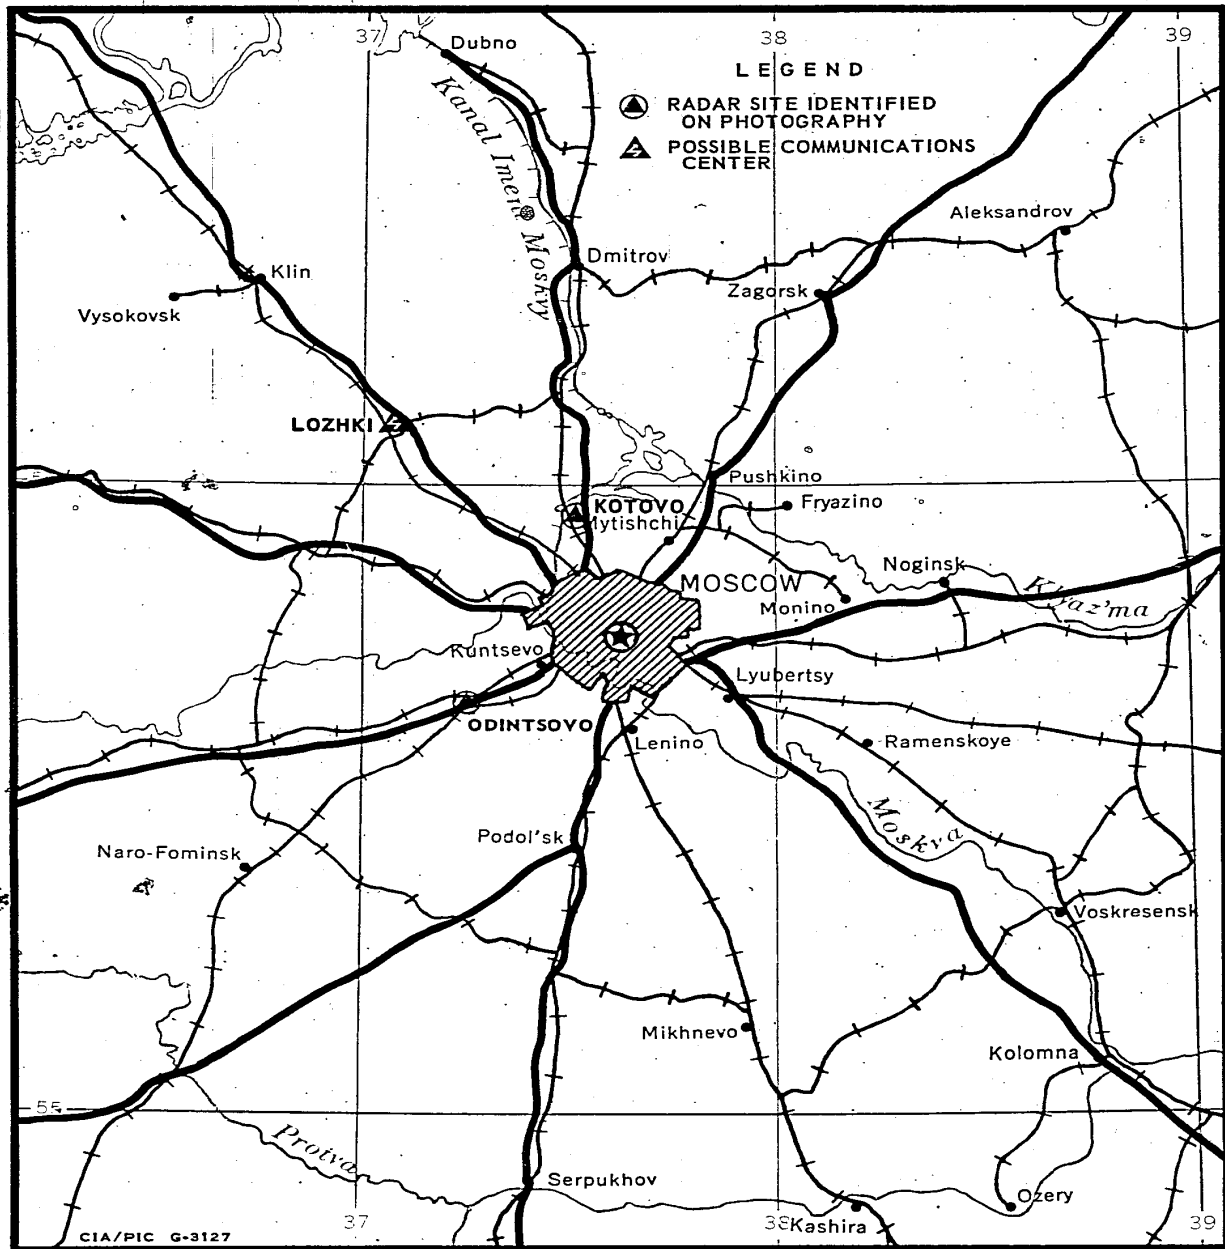 37
38
39
Dubno
LEGEND
RADAR SITE IDENTIFIED
ON PHOTOGRAPHY
POSSIBLE COMMUNICATIONS
CENTER
Kanal Imeni Moskvy
Aleksandrov
Dmitrov
Klin
Zagorsk
Vysokovsk
LOZHKI
Pushkino
KOTOVO
Fryazino
Mytishchi
Noginsk
MOSCOW
Klyaz'ma
Monino
Kuntsevo
Lyubertsy
ODINTSOVO
Lenino
Ramenskoye
Moskva
Podol'sk
Naro-Fominsk
Voskresensk
Mikhnevo
Kolomna
55
Protva
Serpukhov
Ozery
37
38
Kashira
39
CIA/PIC G-3127